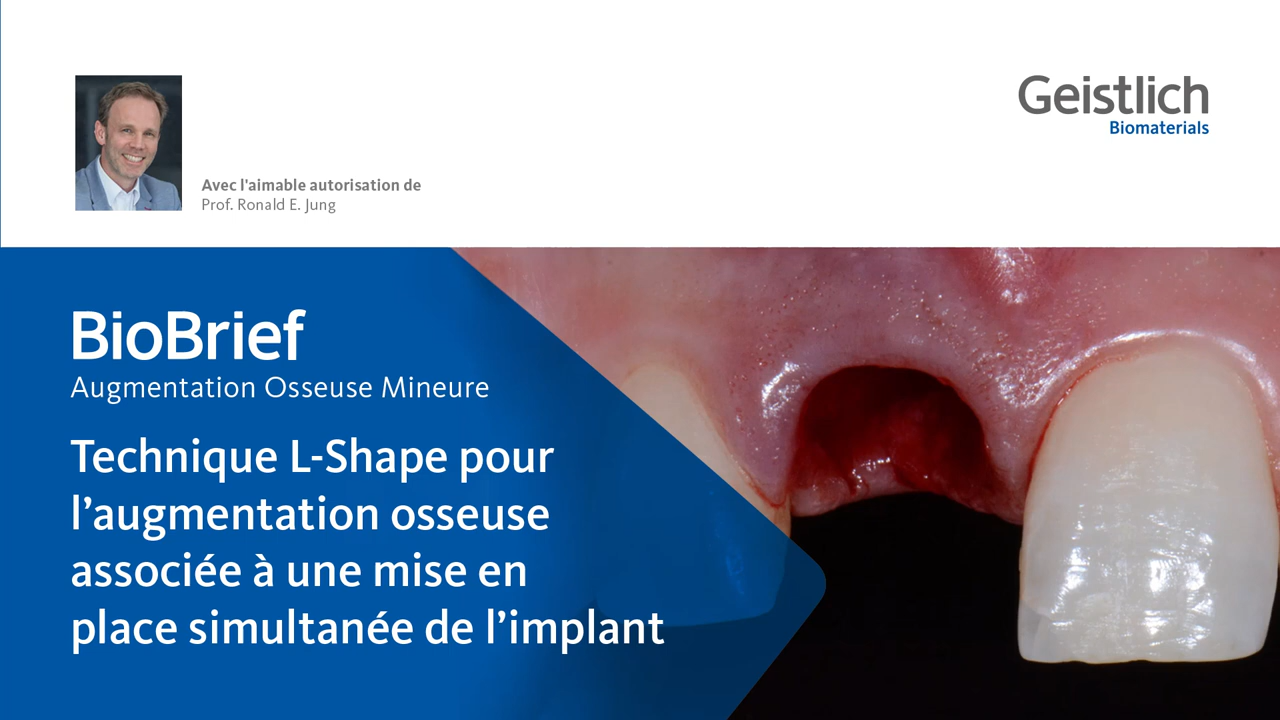 Geistlich
Biomaterials
Avec l'aimable autorisation de
Prof. Ronald E. Jung
BioBrief
Augmentation Osseuse Mineure
Technique L-Shape pour
l’augmentation osseuse
associée à une mise en
place simultanée de l’implant